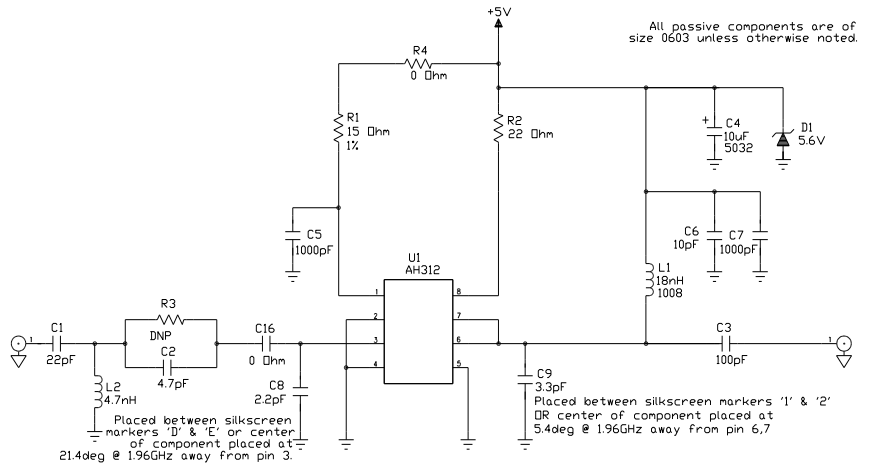 +5V
All passive components are of
size 0603 unless otherwise noted.
R4
0 Ohm
R1
15 Ohm
1%
R2
22 Ohm
+
C4
10uF
5032
D1
5.6V
C5
1000pF
C6
10pF
C7
1000pF
U1
AH312
L1
18nH
1008
1
2
3
4
8
7
6
5
R3
DNP
C2
4.7pF
C1
22pF
1
C16
0 Ohm
C3
100pF
1
L2
4.7nH
C8
2.2pF
C9
3.3pF
Placed between silkscreen
markers 'D' & 'E' or center
of component placed at
21.4deg @ 1.96GHz away from pin 3.
Placed between silkscreen markers '1' & '2'
OR center of component placed at
5.4deg @ 1.96GHz away from pin 6,7